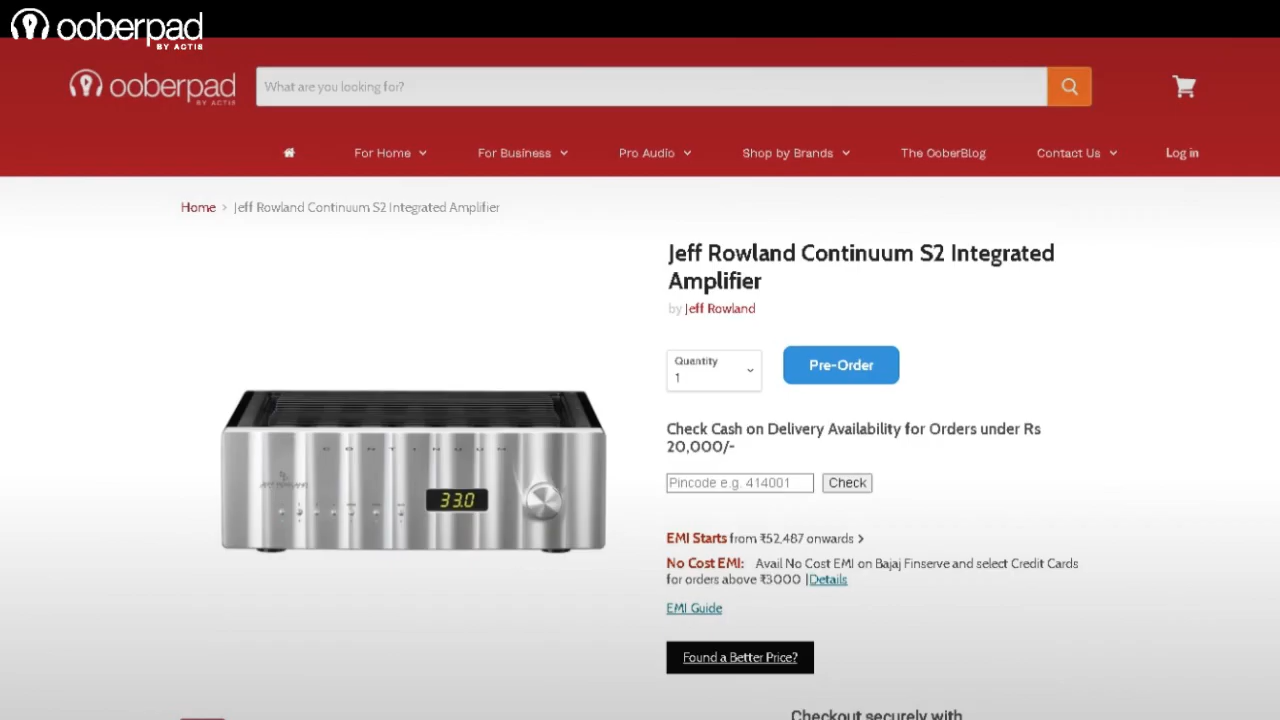 ooberpad
BY ACTIS
ooberpad
BY ACTIS
What are you looking for?
For Home
For Business
Pro Audio
Shop by Brands
The OoberBlog
Contact Us
Log in
Home > Jeff Rowland Continuum S2 Integrated Amplifier
Jeff Rowland Continuum S2 Integrated
Amplifier
by Jeff Rowland
Quantity
1
Pre-Order
Check Cash on Delivery Availability for Orders under Rs
20,000/-
Pincode e.g. 414001
Check
EMI Starts from ₹52,487 onwards >
No Cost EMI: Avail No Cost EMI on Bajaj Finserve and select Credit Cards
for orders above ₹3000 |Details
EMI Guide
Found a Better Price?
CONTINUUM
JEFF ROWLAND
33.0
Checkout securely with